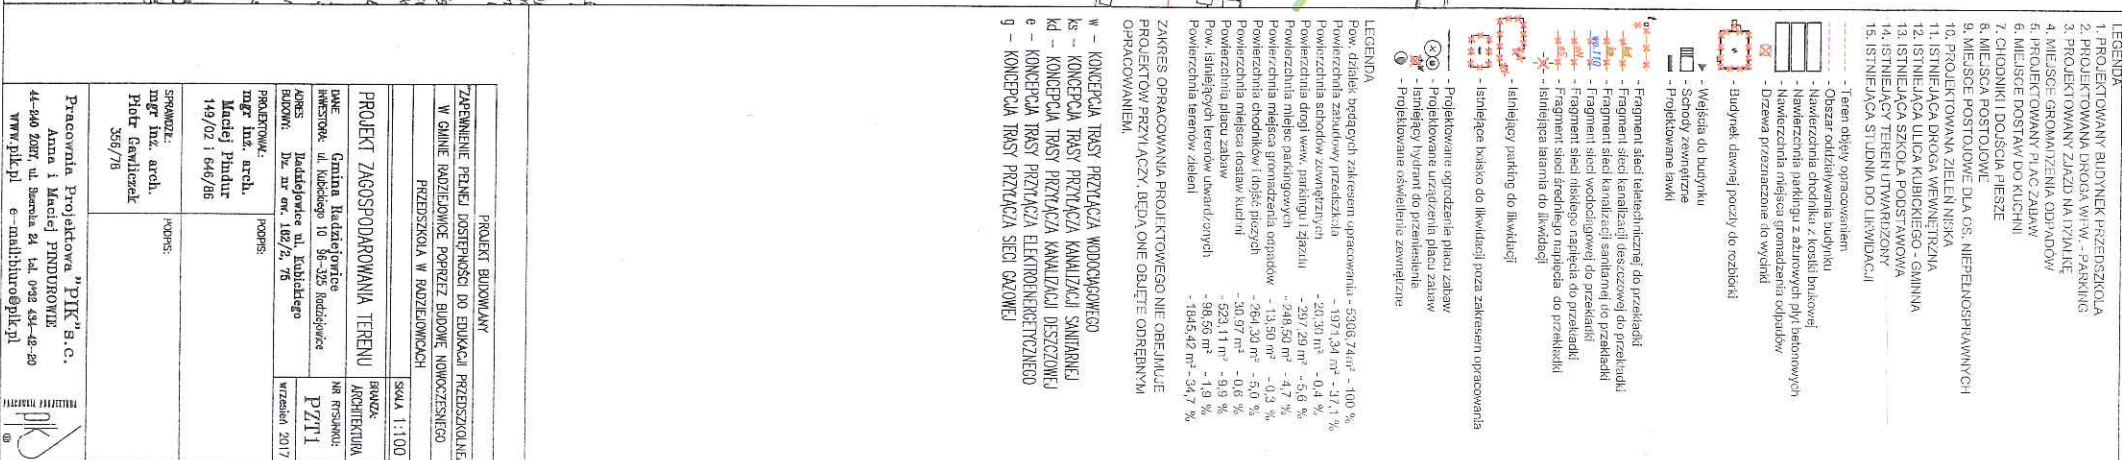 LEGENDA
1. PROJEKTOWANY BUDYNEK PRZEDSZKOLA
2. PROJEKTOWANA DROGA WEW. - PARKING
3. PROJEKTOWANY ZJAZD NA DZIAŁKĘ
4. MIEJSCE GROMADZENIA ODPADÓW
5. PROJEKTOWANY PLAC ZABAW
6. MIEJSCE DOSTAW DO KUCHNI
7. CHODNIKI I DOJŚCIA PIESZE
8. MIEJSCA POSTOJOWE
9. MIEJSCE POSTOJOWE DLA OS. NIEPEŁNOSPRAWNYCH
10. PROJEKTOWANA ZIELEŃ NISKA
11. ISTNIEJĄCA DROGA WEWNĘTRZNA
12. ISTNIEJĄCA ULICA KUBICKIEGO - GMINNA
13. ISTNIEJĄCA SZKOŁA PODSTAWOWA
14. ISTNIEJĄCY TEREN UTWARDZONY
15. ISTNIEJĄCA STUDNIA DO LIKWIDACJI
- Teren objęty opracowaniem
- Obszar oddziaływania budynku
- Nawierzchnia chodnika z kostki brukowej
- Nawierzchnia parkingu z ażurowych płyt betonowych
- Nawierzchnia miejsca gromadzenia odpadów
- Drzewa przeznaczone do wycinki
- Budynek dawnej poczty do rozbiórki
- Wejścia do budynku
- Schody zewnętrzne
- Projektowane ławki
- Fragment sieci teletechnicznej do przekładki
- Fragment sieci kanalizacji deszczowej do przekładki
- Fragment sieci kanalizacji sanitarnej do przekładki
wo110 - Fragment sieci wodociągowej do przekładki
- Fragment sieci niskiego napięcia do przekładki
- Fragment sieci średniego napięcia do przekładki
- Istniejąca latarnia do likwidacji
- Istniejący parking do likwidacji
- Istniejące boisko do likwidacji poza zakresem opracowania
- Projektowane ogrodzenie placu zabaw
- Projektowane urządzenia placu zabaw
- Istniejący hydrant do przeniesienia
- Projektowane oświetlenie zewnętrzne
LEGENDA
Pow. działek będących zakresem opracowania - 5306,74m² - 100 %
Powierzchnia zabudowy przedszkola - 1971,34 m² - 37,1 %
Powierzchnia schodów zewnętrznych - 20,30 m² - 0,4 %
Powierzchnia drogi wew. parkingu i zjazdu - 297,29 m² - 5,6 %
Powierzchnia miejsc parkingowych - 248,50 m² - 4,7 %
Powierzchnia miejsca gromadzenia odpadów - 13,50 m² - 0,3 %
Powierzchnia chodników i dojść pieszych - 264,30 m² - 5,0 %
Powierzchnia miejsca dostaw kuchni - 30,97 m² - 0,6 %
Powierzchnia placu zabaw - 523,11 m² - 9,9 %
Pow. istniejących terenów utwardzonych - 98,56 m² - 1,9 %
Powierzchnia terenów zieleni - 1845,42 m² - 34,7 %
ZAKRES OPRACOWANIA PROJEKTOWEGO NIE OBEJMUJE
PROJEKTÓW PRZYŁĄCZY, BĘDĄ ONE OBJĘTE ODRĘBNYM
OPRACOWANIEM.
w - KONCEPCJA TRASY PRZYŁĄCZA WODOCIĄGOWEGO
ks - KONCEPCJA TRASY PRZYŁĄCZA KANALIZACJI SANITARNEJ
kd - KONCEPCJA TRASY PRZYŁĄCZA KANALIZACJI DESZCZOWEJ
e - KONCEPCJA TRASY PRZYŁĄCZA ELEKTROENERGETYCZNEGO
g - KONCEPCJA TRASY PRZYŁĄCZA SIECI GAZOWEJ
PROJEKT BUDOWLANY
"ZAPEWNIENIE PEŁNEJ DOSTĘPNOŚCI DO EDUKACJI PRZEDSZKOLNEJ
W GMINIE RADZIEJOWICE POPRZEZ BUDOWĘ NOWOCZESNEGO
PRZEDSZKOLA W RADZIEJOWICACH
SKALA 1:100
PROJEKT ZAGOSPODAROWANIA TERENU
BRANŻA:
ARCHITEKTURA
DANE INWESTORA: Gmina Radziejowice
ul. Kubickiego 10 96-325 Radziejowice
NR RYSUNKU:
PZT1
ADRES BUDOWY: Radziejowice ul. Kubickiego
Dz. nr ew. 162/2, 75
wrzesień 2017
PROJEKTOWAŁ:
mgr inż. arch.
Maciej Pindur
149/02 i 646/86
PODPIS:
SPRAWDZIŁ:
mgr inż. arch.
Piotr Gawliczek
356/78
PODPIS:
Pracownia Projektowa "PIK" s.c.
Anna i Maciej PINDUROWIE
44-240 ŻORY, ul. Szeroka 24 tel. 0*32 434-42-20
www.pik.pl e-mail:biuro@pik.pl
pik